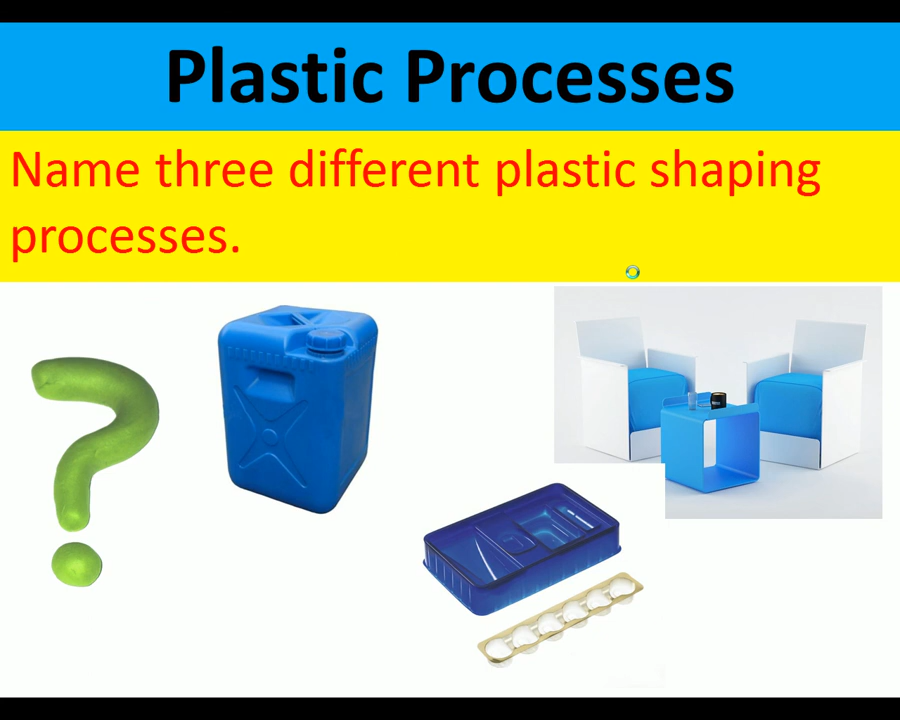 Plastic Processes
Name three different plastic shaping
processes.